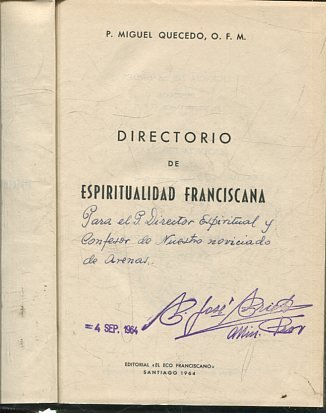 P. MIGUEL QUECEDO, O. F. M.
DIRECTORIO
DE
ESPIRITUALIDAD FRANCISCANA
Para el P. Director Espiritual y
Confesor de Nuestro noviciado
de Arenas.
P. José
= 4 SEP. 1964
EDITORIAL «EL ECO FRANCISCANO»
SANTIAGO 1964